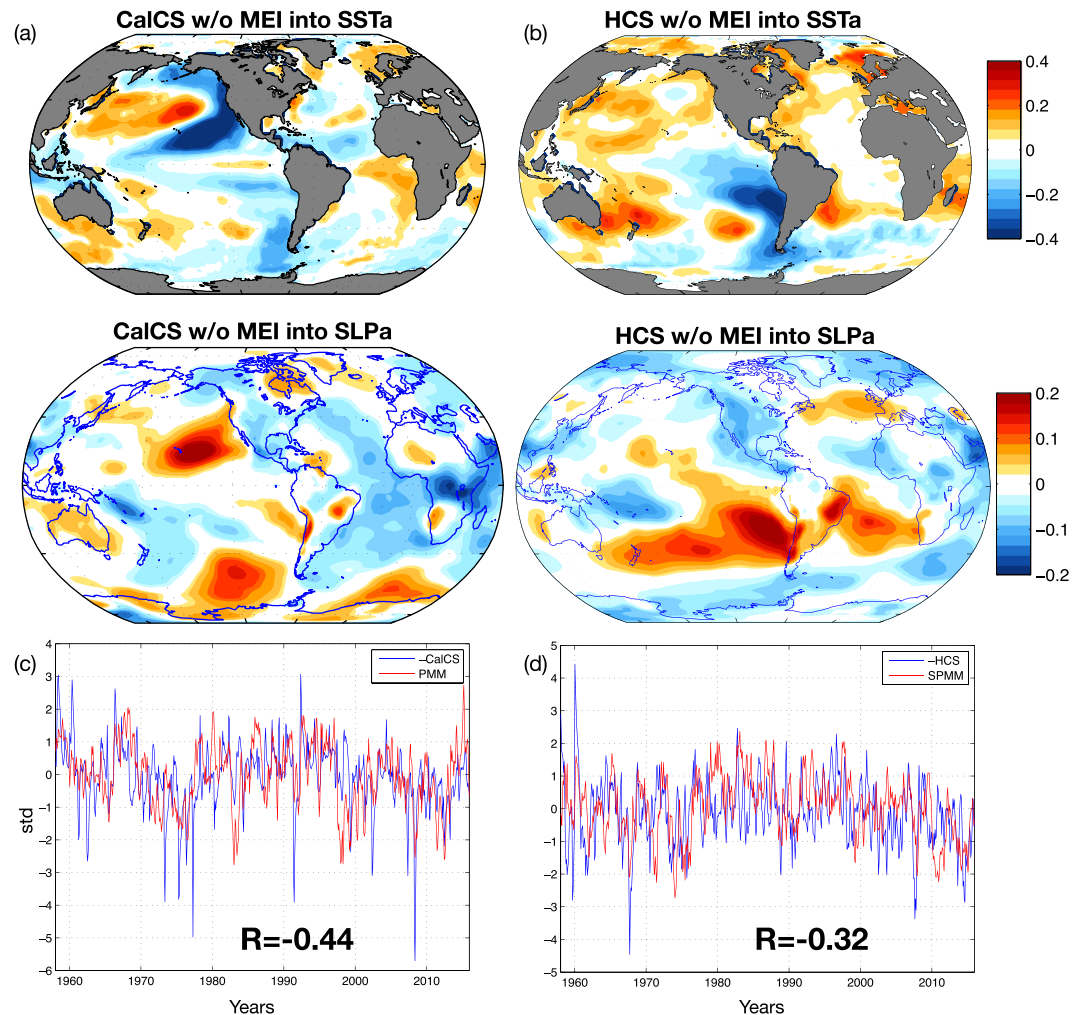 (a)
CalCS w/o MEI into SSTa
(b)
HCS w/o MEI into SSTa
0.4
0.2
0
−0.2
−0.4
CalCS w/o MEI into SLPa
HCS w/o MEI into SLPa
0.2
0.1
0
−0.1
−0.2
(c)
4
3
2
1
0
−1
−2
−3
−4
−5
−6
std
–CalCS
PMM
R=-0.44
1960
1970
1980
1990
2000
2010
Years
(d)
5
4
3
2
1
0
−1
−2
−3
−4
−5
–HCS
SPMM
R=-0.32
1960
1970
1980
1990
2000
2010
Years